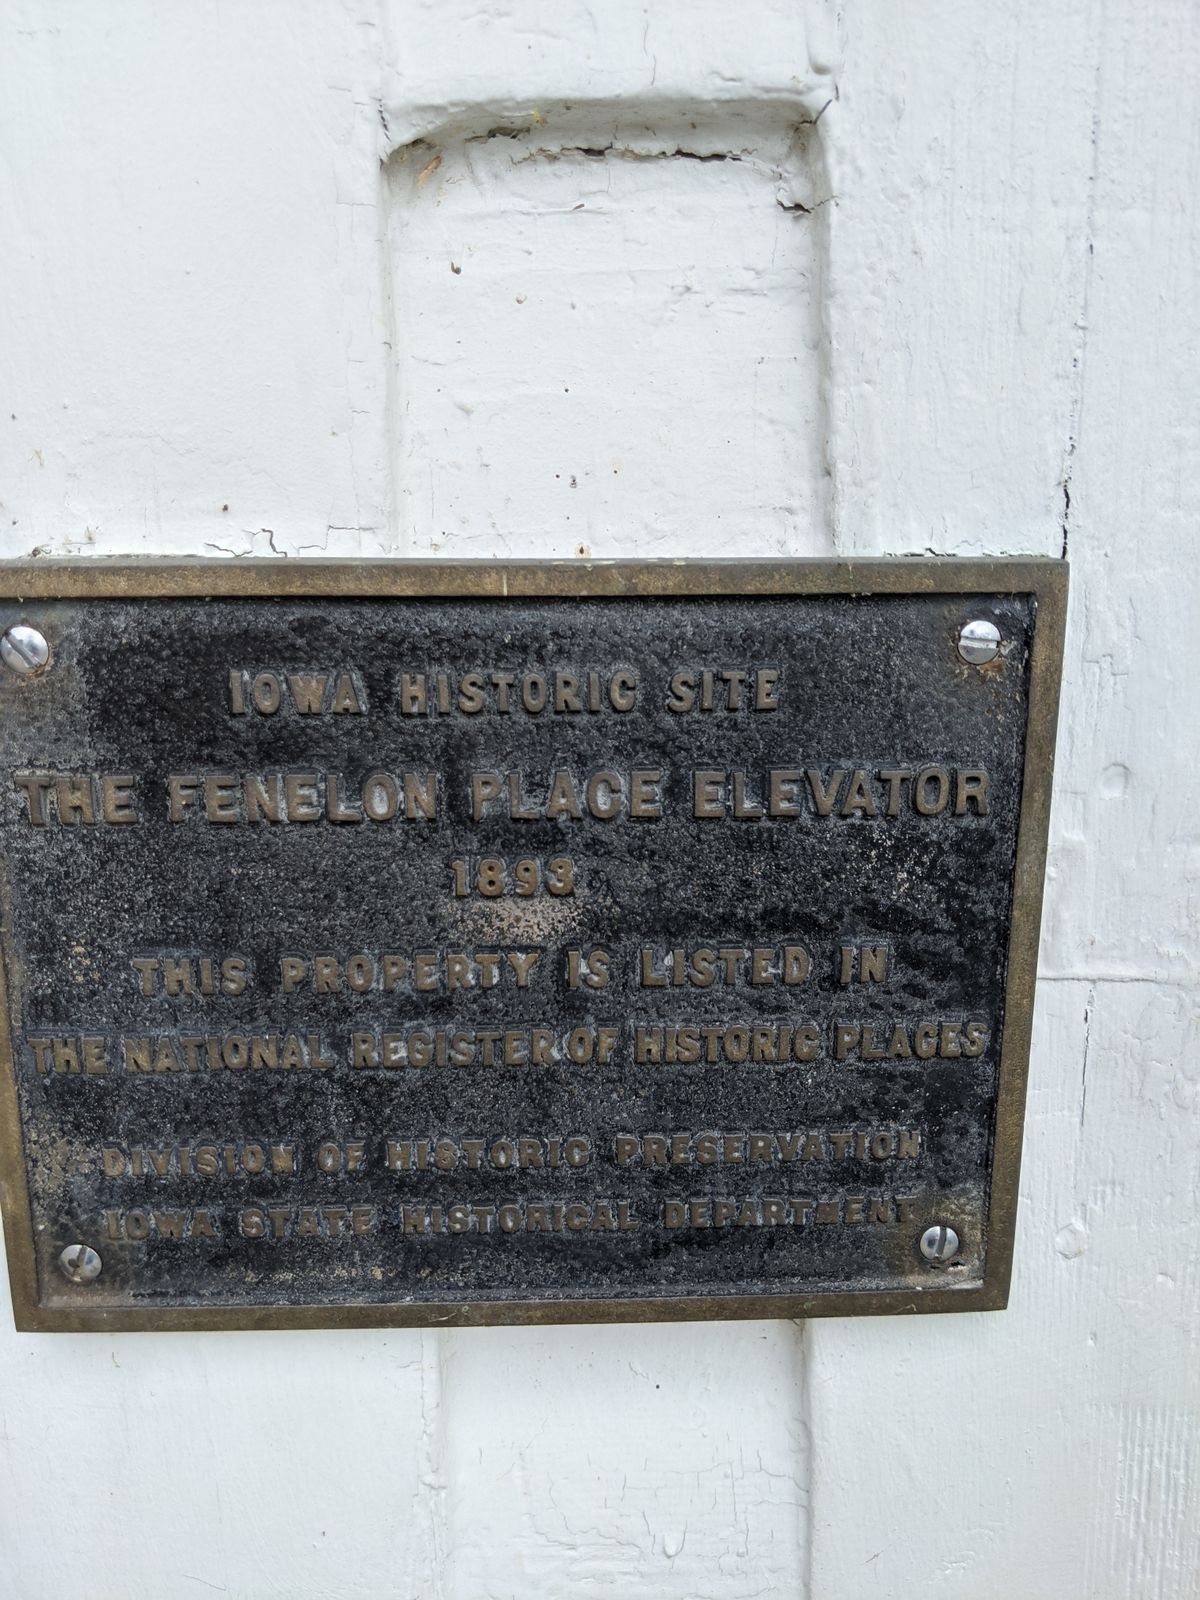 IOWA HISTORIC SITE
THE FENELON PLACE ELEVATOR
1893
THIS PROPERTY IS LISTED IN
THE NATIONAL REGISTER OF HISTORIC PLACES
DIVISION OF HISTORIC PRESERVATION
IOWA STATE HISTORICAL DEPARTMENT